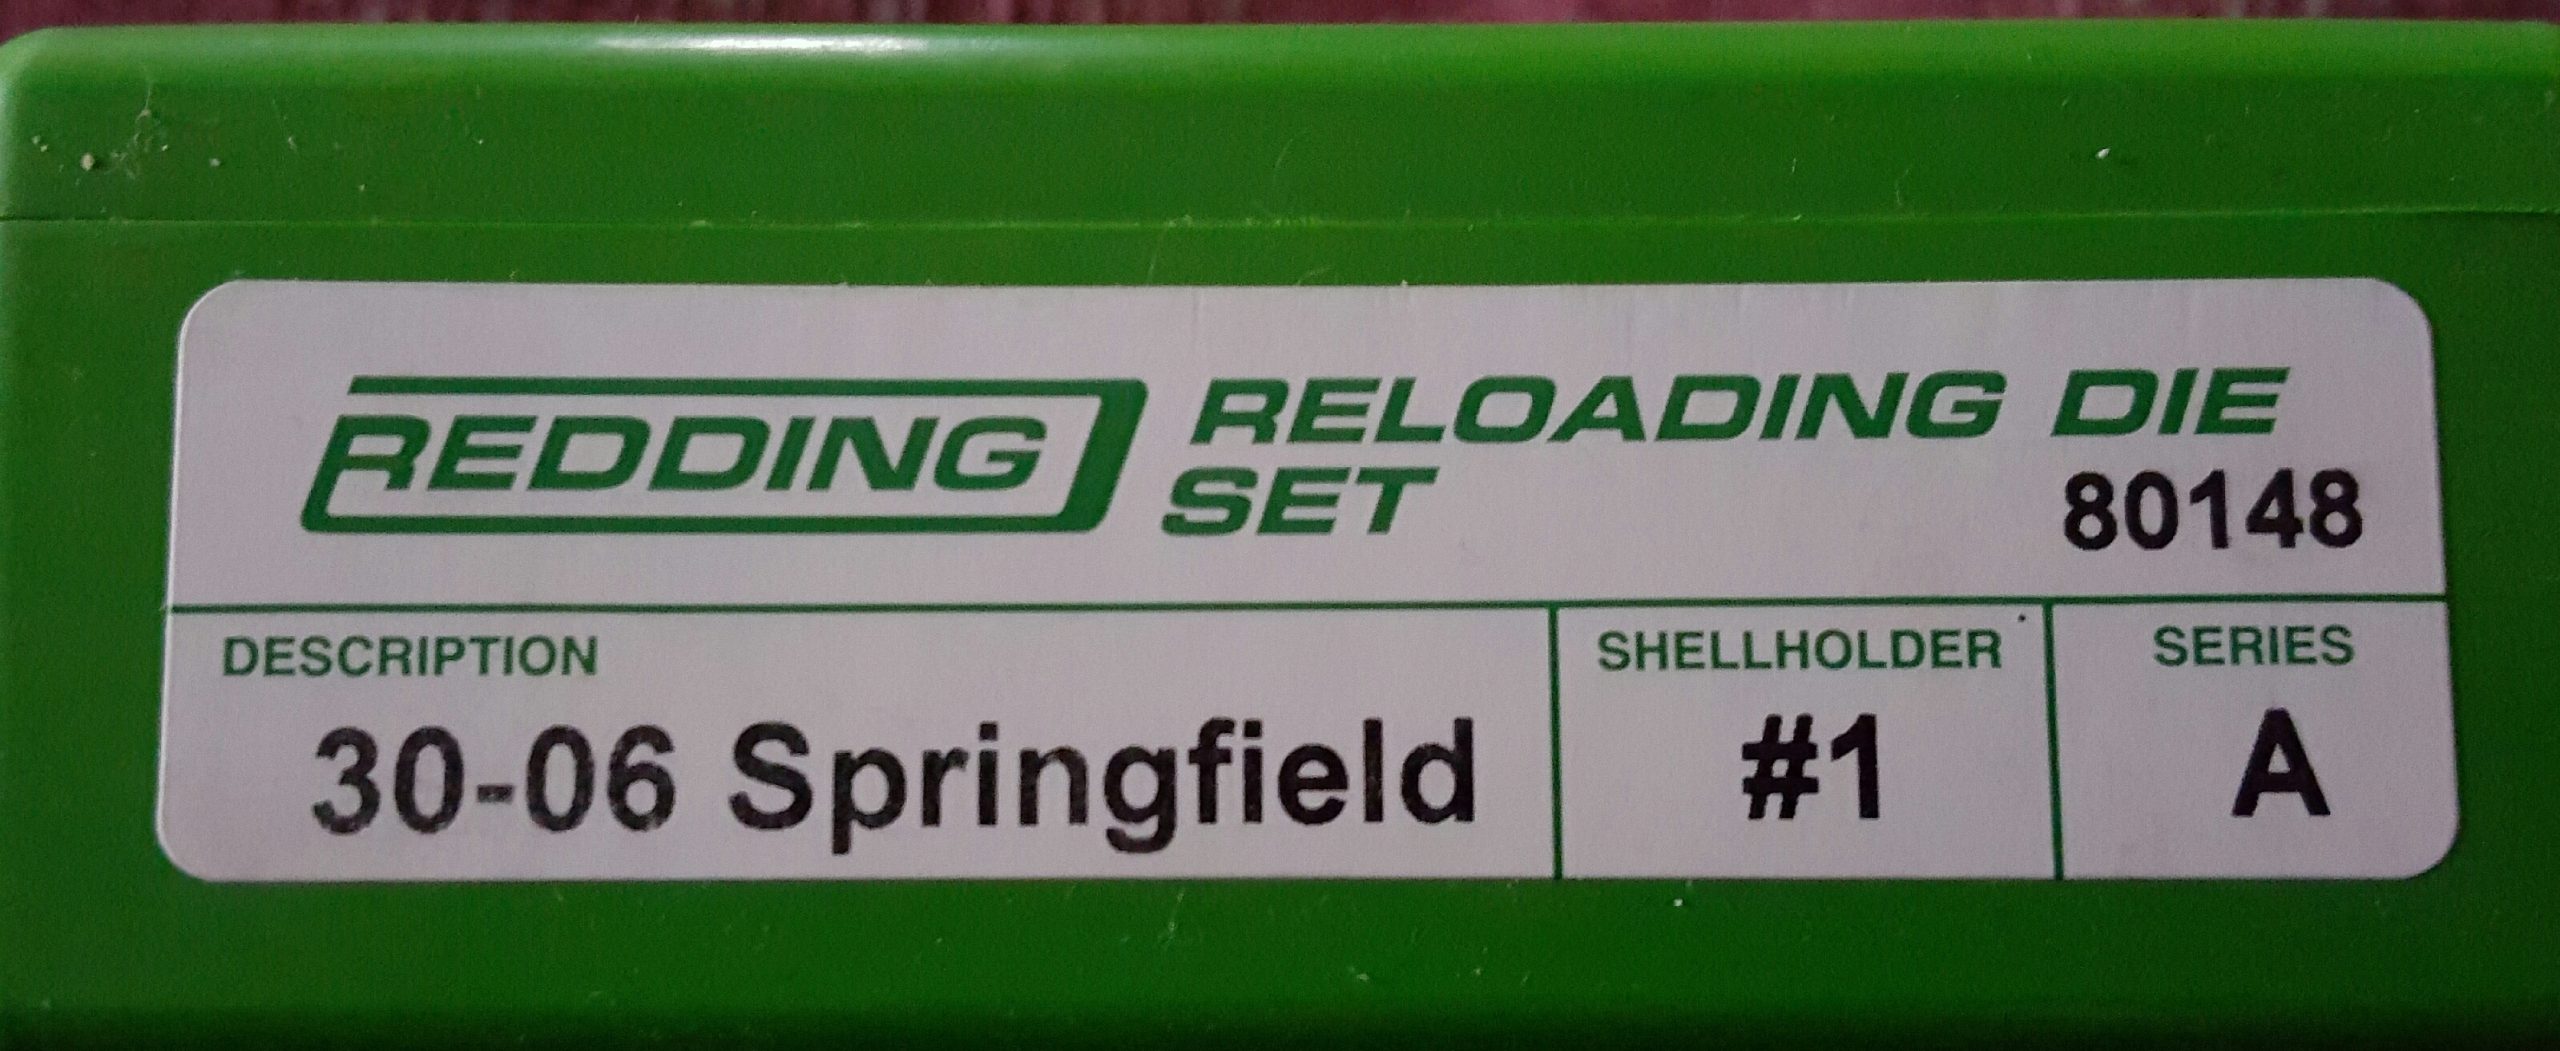 REDDING RELOADING DIE
SET
80148
DESCRIPTION SHELLHOLDER SERIES
30-06 Springfield #1 A